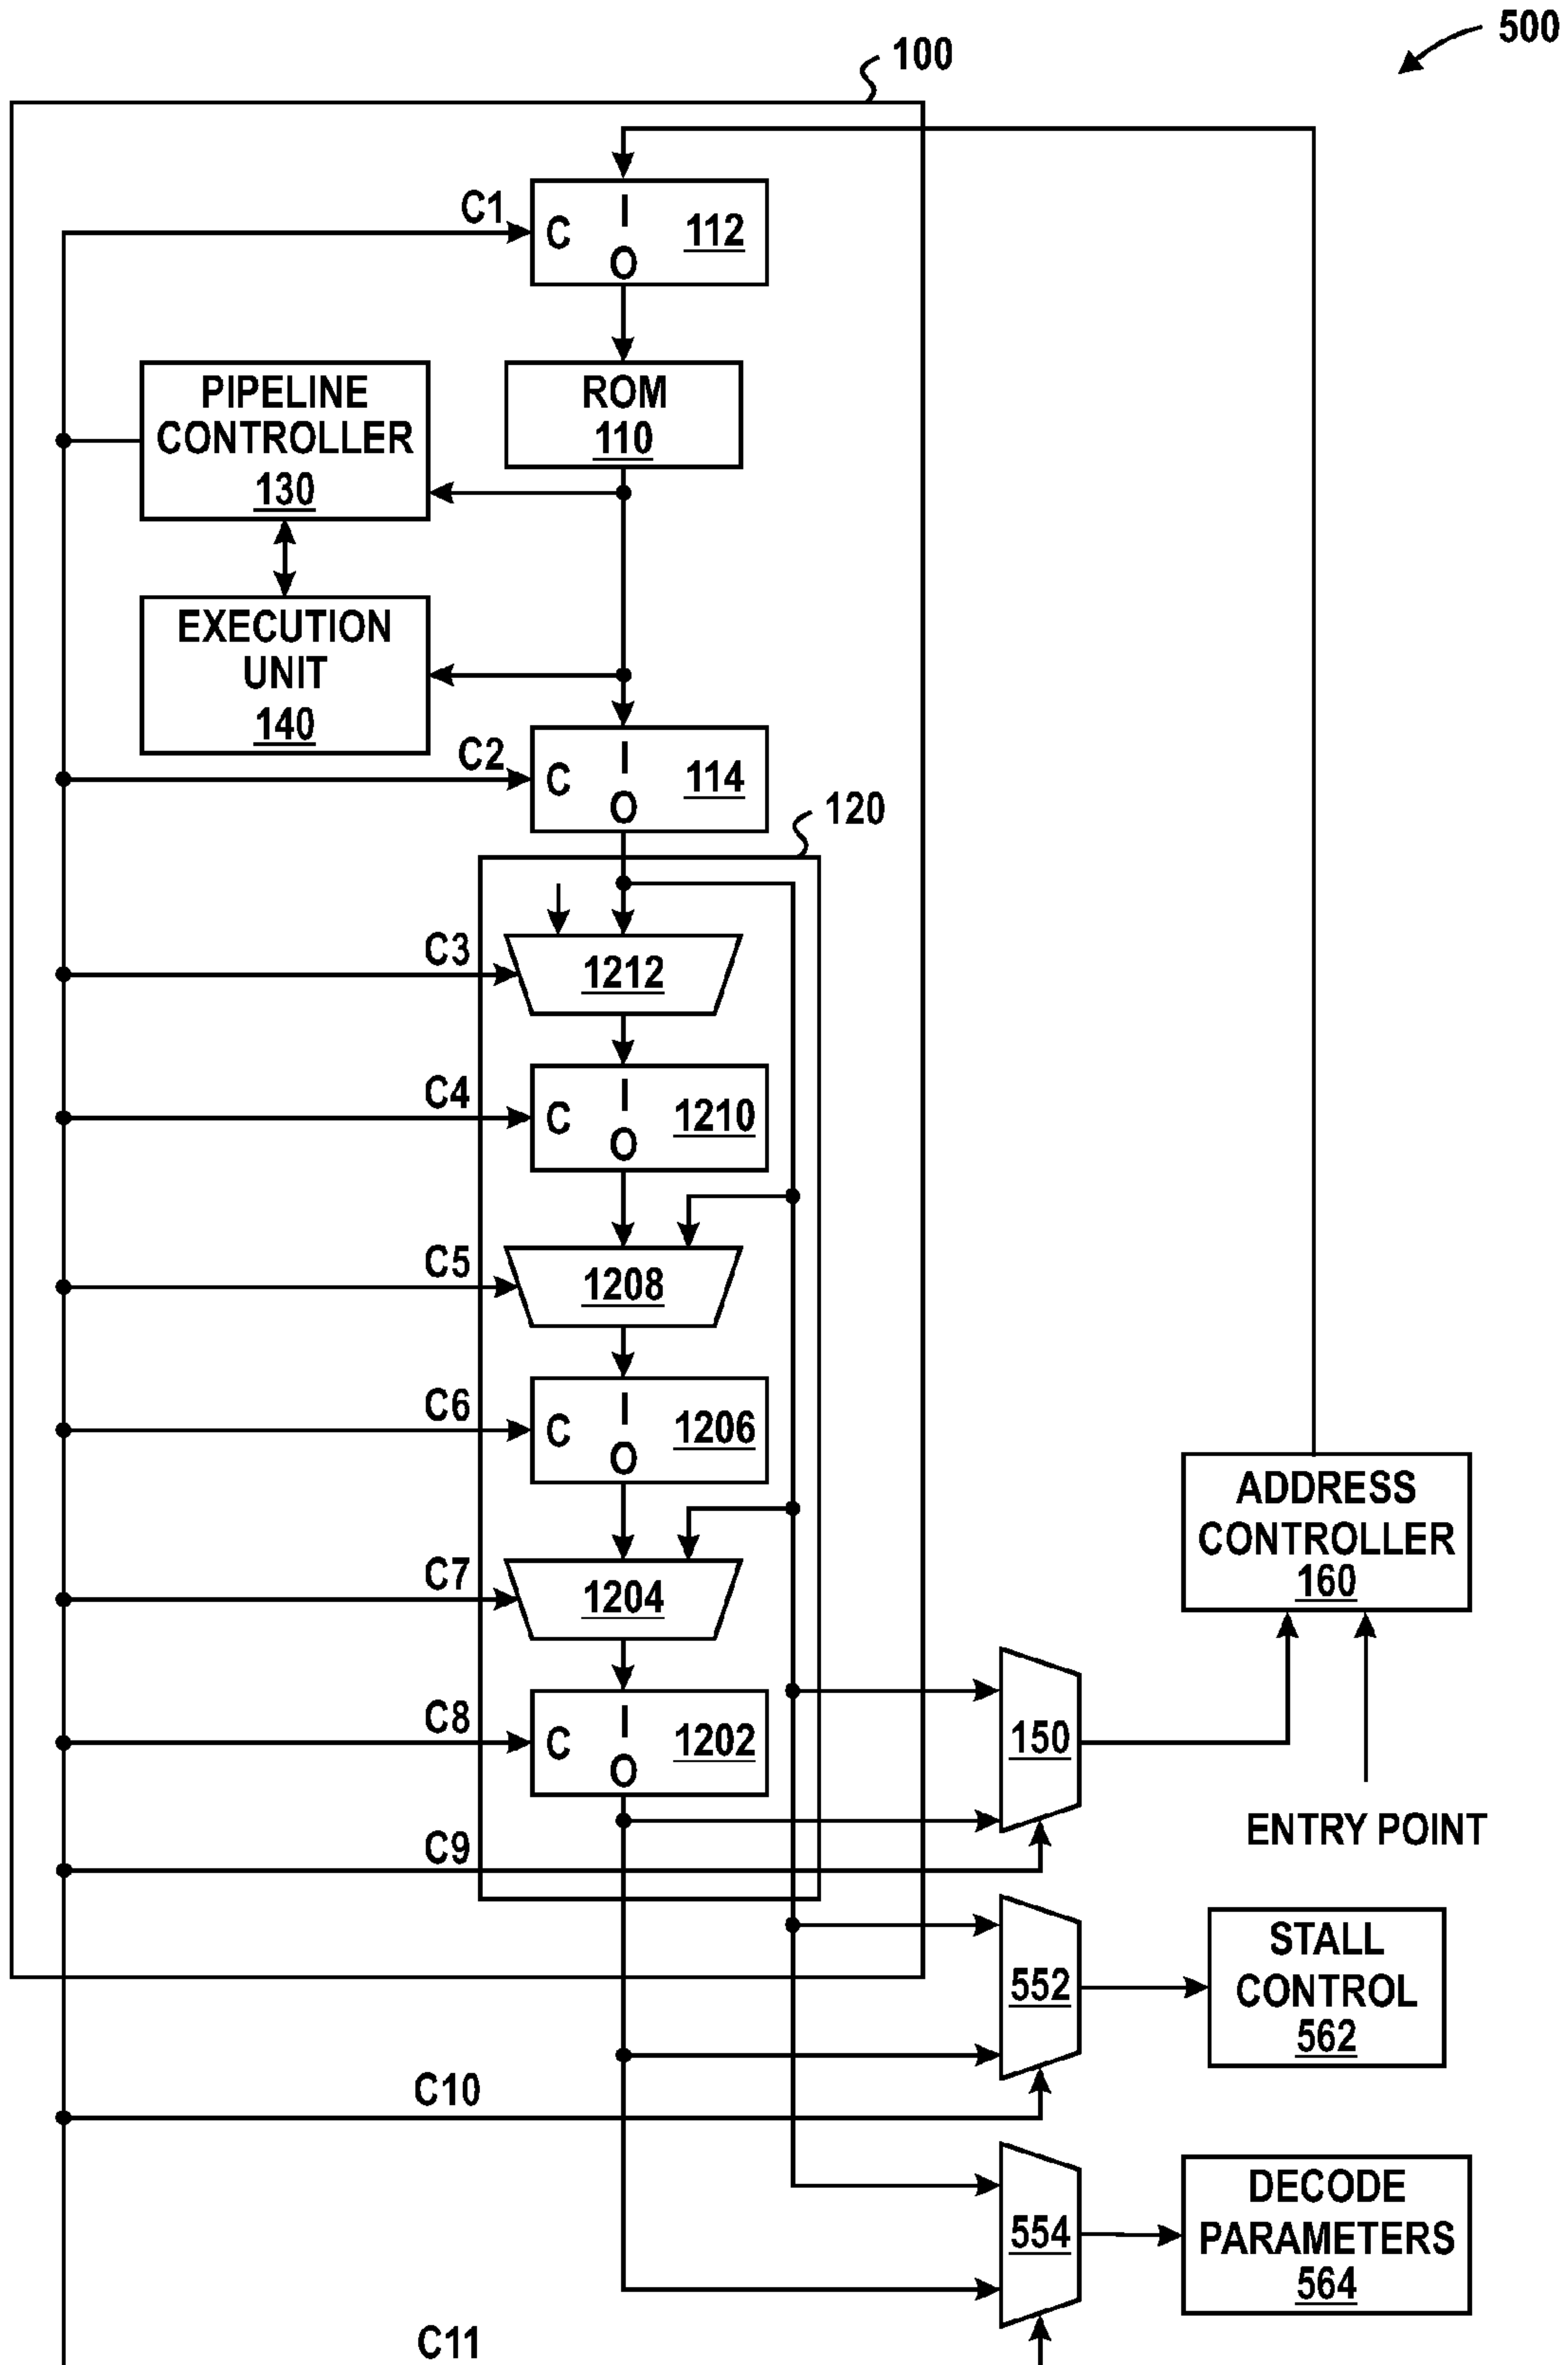 500
100
C1
C
I
O
112
PIPELINE
CONTROLLER
130
ROM
110
EXECUTION
UNIT
140
C2
C
I
O
114
120
C3
1212
C4
C
I
O
1210
C5
1208
C6
C
I
O
1206
ADDRESS
CONTROLLER
160
C7
1204
C8
C
I
O
1202
150
ENTRY POINT
C9
552
STALL
CONTROL
562
C10
554
DECODE
PARAMETERS
564
C11